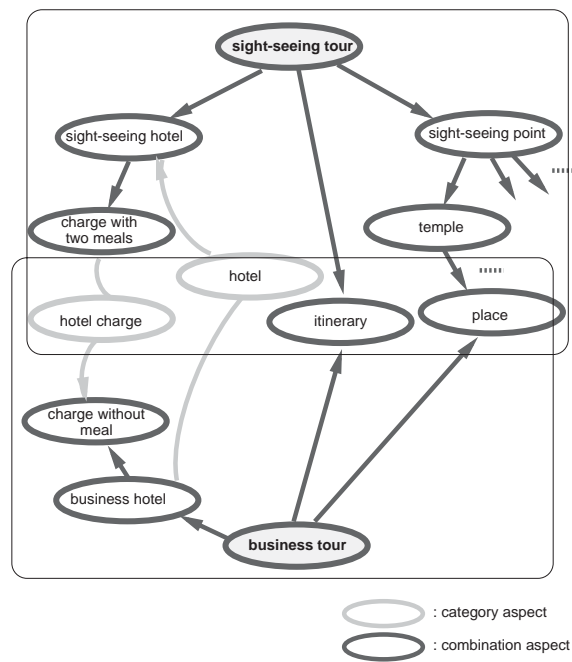 sight-seeing tour
sight-seeing hotel
sight-seeing point
charge with
two meals
temple
hotel
hotel charge
itinerary
place
charge without
meal
business hotel
business tour
: category aspect
: combination aspect